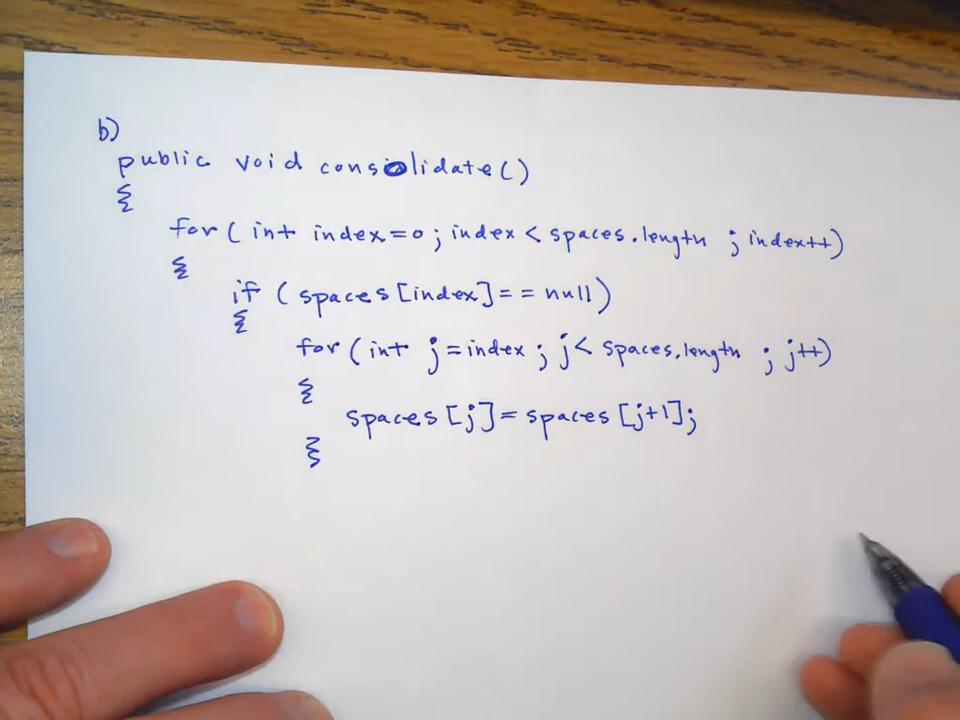 b)
public void consolidate()
{
for( int index=0; index < spaces.length ; index++)
{
if ( spaces[index]== null)
{
for( int j=index; j< spaces.length ; j++)
{
spaces[j]= spaces[j+1];
}